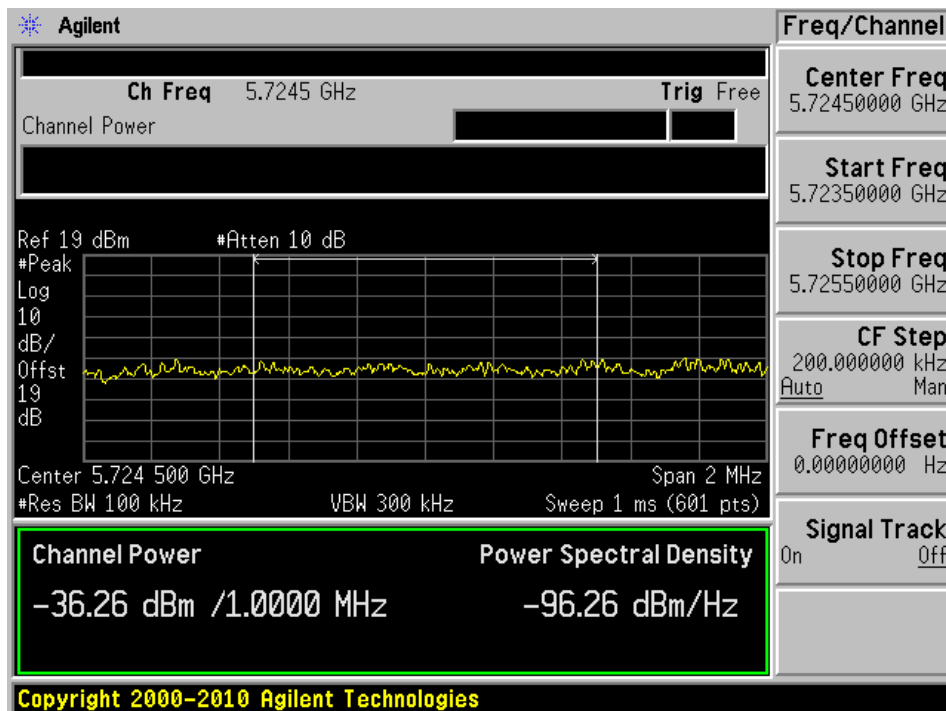 Agilent
Freq/Channel
Ch Freq 5.7245 GHz Trig Free
Channel Power
Center Freq
5.72450000 GHz
Start Freq
5.72350000 GHz
Stop Freq
5.72550000 GHz
CF Step
200.000000 kHz
Auto Man
Freq Offset
0.00000000 Hz
Signal Track
On Off
Ref 19 dBm #Atten 10 dB
#Peak
Log
10
dB/
Offst
19
dB
Center 5.724 500 GHz Span 2 MHz
#Res BW 100 kHz VBW 300 kHz Sweep 1 ms (601 pts)
Channel Power Power Spectral Density
-36.26 dBm /1.0000 MHz -96.26 dBm/Hz
Copyright 2000-2010 Agilent Technologies